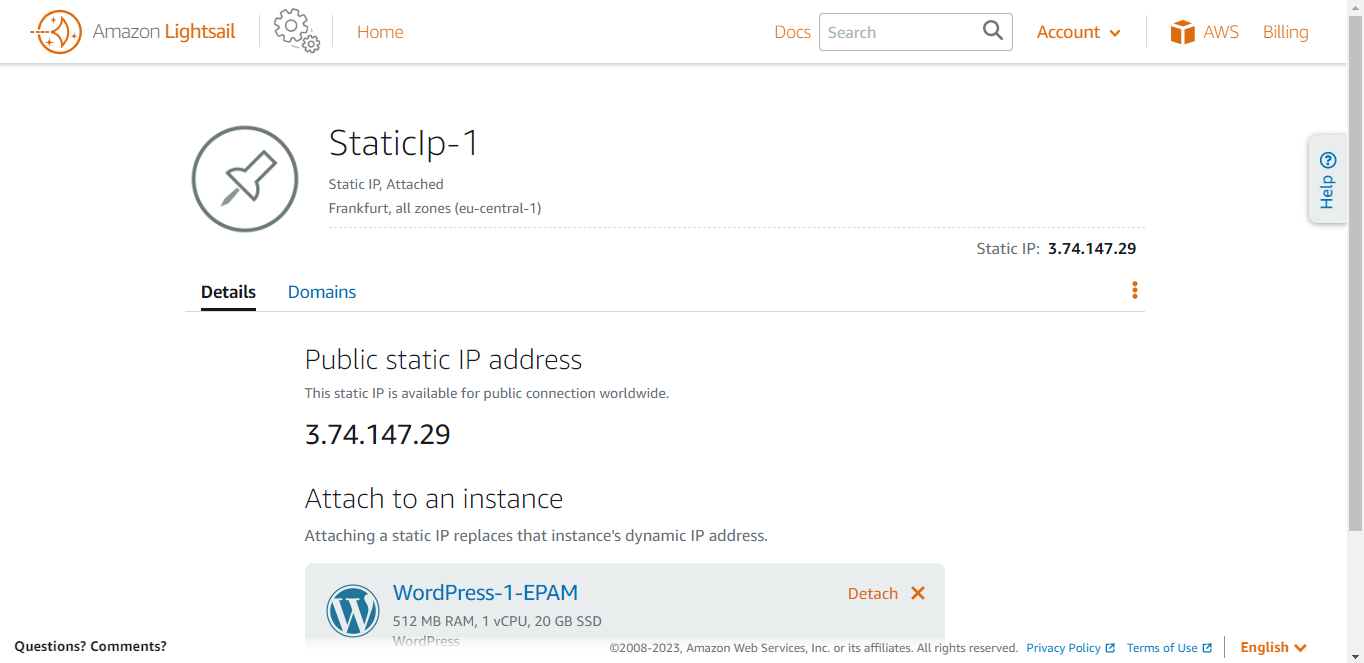 Amazon Lightsail Home Docs Search Account AWS Billing
StaticIp-1
Static IP, Attached
Frankfurt, all zones (eu-central-1)
Static IP: 3.74.147.29
Help
Details Domains
Public static IP address
This static IP is available for public connection worldwide.
3.74.147.29
Attach to an instance
Attaching a static IP replaces that instance's dynamic IP address.
WordPress-1-EPAM Detach
512 MB RAM, 1 vCPU, 20 GB SSD
WordPress
Questions? Comments? ©2008-2023, Amazon Web Services, Inc. or its affiliates. All rights reserved. Privacy Policy Terms of Use English